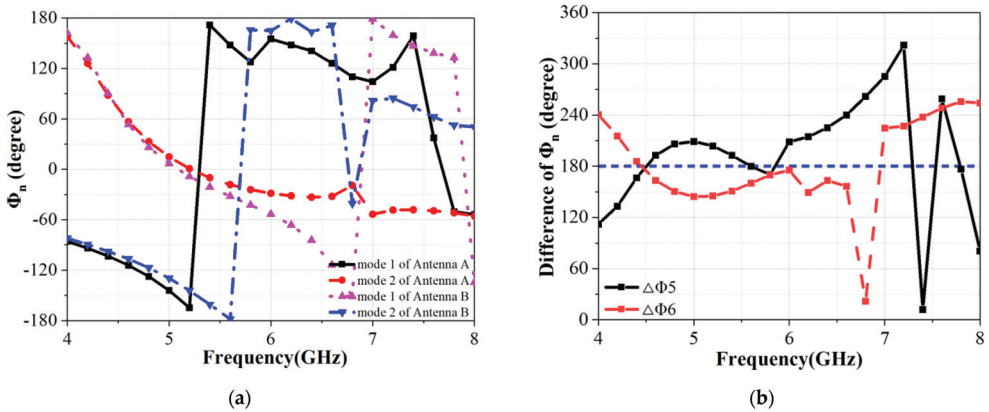 (a)
180
120
60
0
-60
-120
-180
Φn (degree)
4 5 6 7 8
Frequency(GHz)
mode 1 of Antenna A
mode 2 of Antenna A
mode 1 of Antenna B
mode 2 of Antenna B
(a)
(b)
360
300
240
180
120
60
0
Difference of Φn (degree)
4 5 6 7 8
Frequency(GHz)
△Φ5
△Φ6
(b)